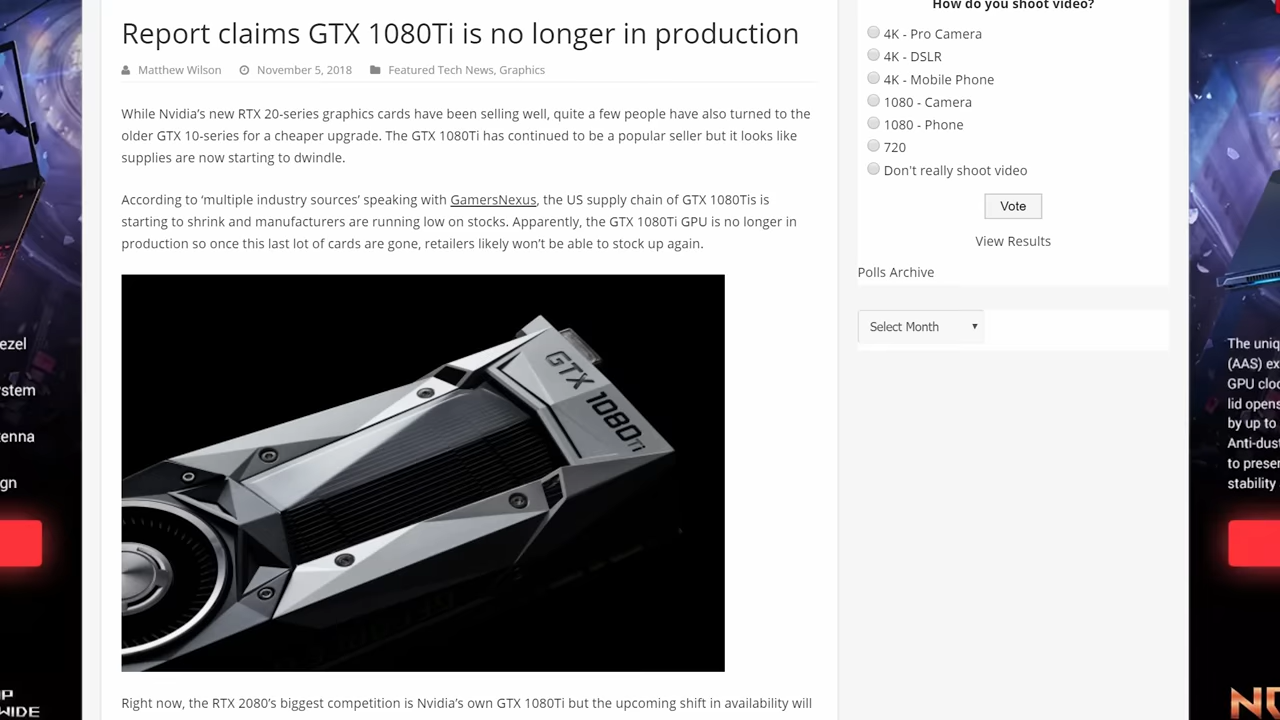 Report claims GTX 1080Ti is no longer in production
Matthew Wilson November 5, 2018 Featured Tech News, Graphics
While Nvidia’s new RTX 20-series graphics cards have been selling well, quite a few people have also turned to the
older GTX 10-series for a cheaper upgrade. The GTX 1080Ti has continued to be a popular seller but it looks like
supplies are now starting to dwindle.
According to ‘multiple industry sources’ speaking with GamersNexus, the US supply chain of GTX 1080Tis is
starting to shrink and manufacturers are running low on stocks. Apparently, the GTX 1080Ti GPU is no longer in
production so once this last lot of cards are gone, retailers likely won’t be able to stock up again.
GTX 1080Ti
Right now, the RTX 2080’s biggest competition is Nvidia’s own GTX 1080Ti but the upcoming shift in availability will
How do you shoot video?
4K - Pro Camera
4K - DSLR
4K - Mobile Phone
1080 - Camera
1080 - Phone
720
Don't really shoot video
Vote
View Results
Polls Archive
Select Month
ezel
ystem
tenna
gn
WIDE
The uniq
(AAS) ex
GPU cloc
lid opens
by up to
Anti-dust
to preser
stability a